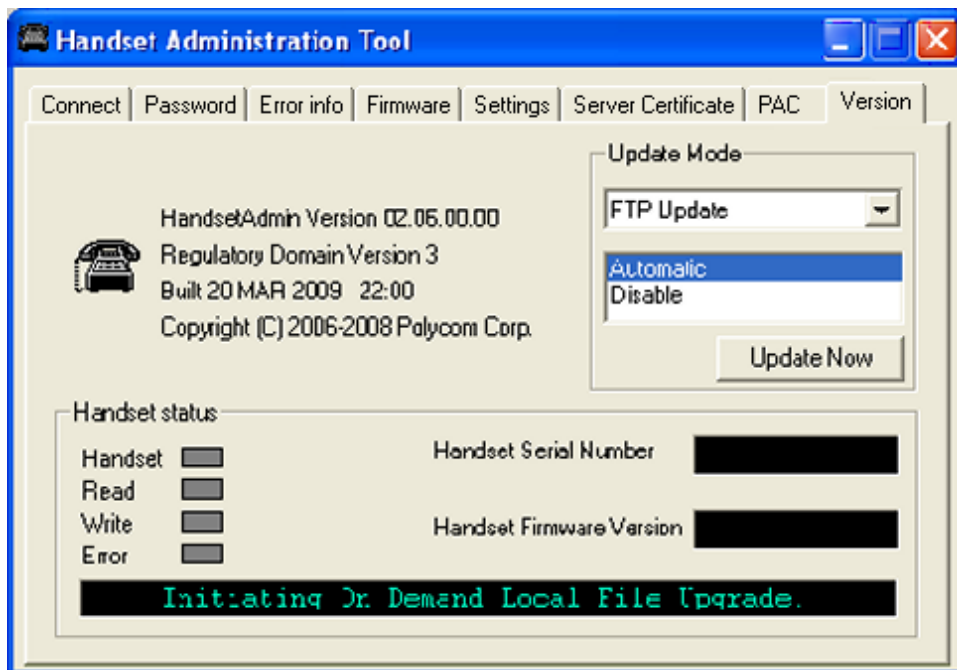 Handset Administration Tool
Connect Password Error info Firmware Settings Server Certificate PAC Version
HandsetAdmin Version 02.06.00.00
Regulatory Domain Version 3
Built 20 MAR 2009 22:00
Copyright (C) 2006-2008 Polycom Corp.
Update Mode
FTP Update
Automatic
Disable
Update Now
Handset status
Handset
Read
Write
Error
Handset Serial Number
Handset Firmware Version
Initiating On Demand Local File Upgrade.